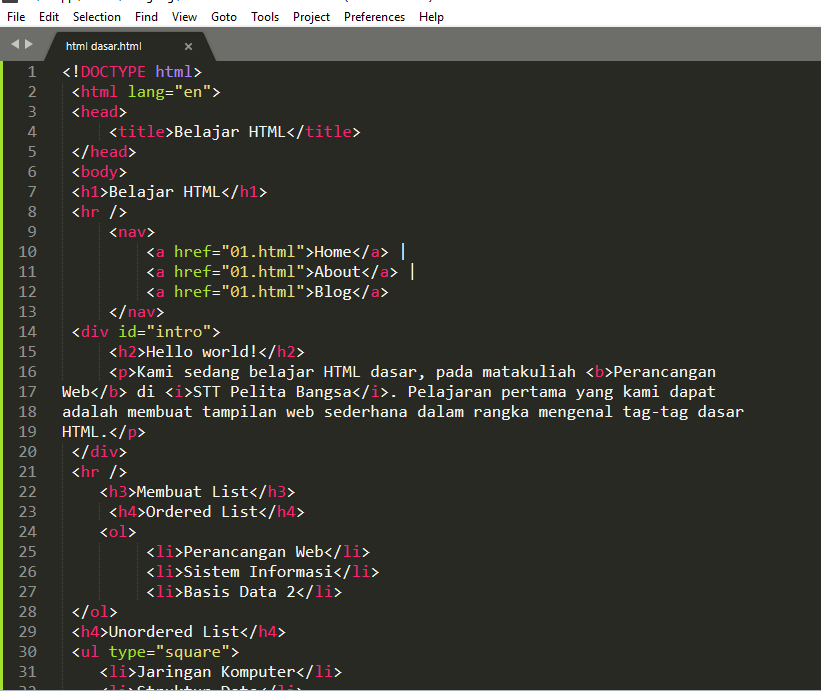 File Edit Selection Find View Goto Tools Project Preferences Help
html dasar.html ×
1 <!DOCTYPE html>
2 <html lang="en">
3 <head>
4 <title>Belajar HTML</title>
5 </head>
6 <body>
7 <h1>Belajar HTML</h1>
8 <hr />
9 <nav>
10 <a href="01.html">Home</a> |
11 <a href="01.html">About</a> |
12 <a href="01.html">Blog</a>
13 </nav>
14 <div id="intro">
15 <h2>Hello world!</h2>
16 <p>Kami sedang belajar HTML dasar, pada matakuliah <b>Perancangan
17 Web</b> di <i>STT Pelita Bangsa</i>. Pelajaran pertama yang kami dapat
18 adalah membuat tampilan web sederhana dalam rangka mengenal tag-tag dasar
19 HTML.</p>
20 </div>
21 <hr />
22 <h3>Membuat List</h3>
23 <h4>Ordered List</h4>
24 <ol>
25 <li>Perancangan Web</li>
26 <li>Sistem Informasi</li>
27 <li>Basis Data 2</li>
28 </ol>
29 <h4>Unordered List</h4>
30 <ul type="square">
31 <li>Jaringan Komputer</li>
32 <li>Struktur Data</li>